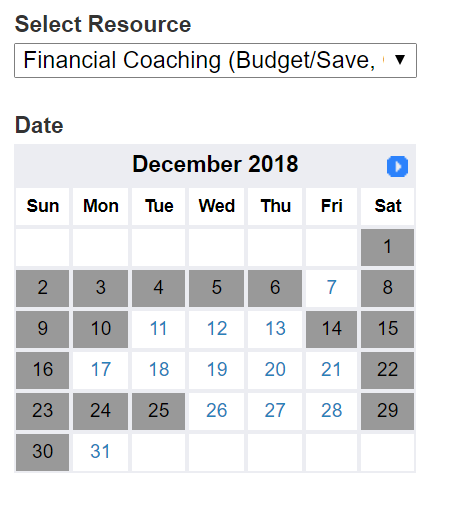 Select Resource
Financial Coaching (Budget/Save,
Date
December 2018
Sun Mon Tue Wed Thu Fri Sat
1
2 3 4 5 6 7 8
9 10 11 12 13 14 15
16 17 18 19 20 21 22
23 24 25 26 27 28 29
30 31